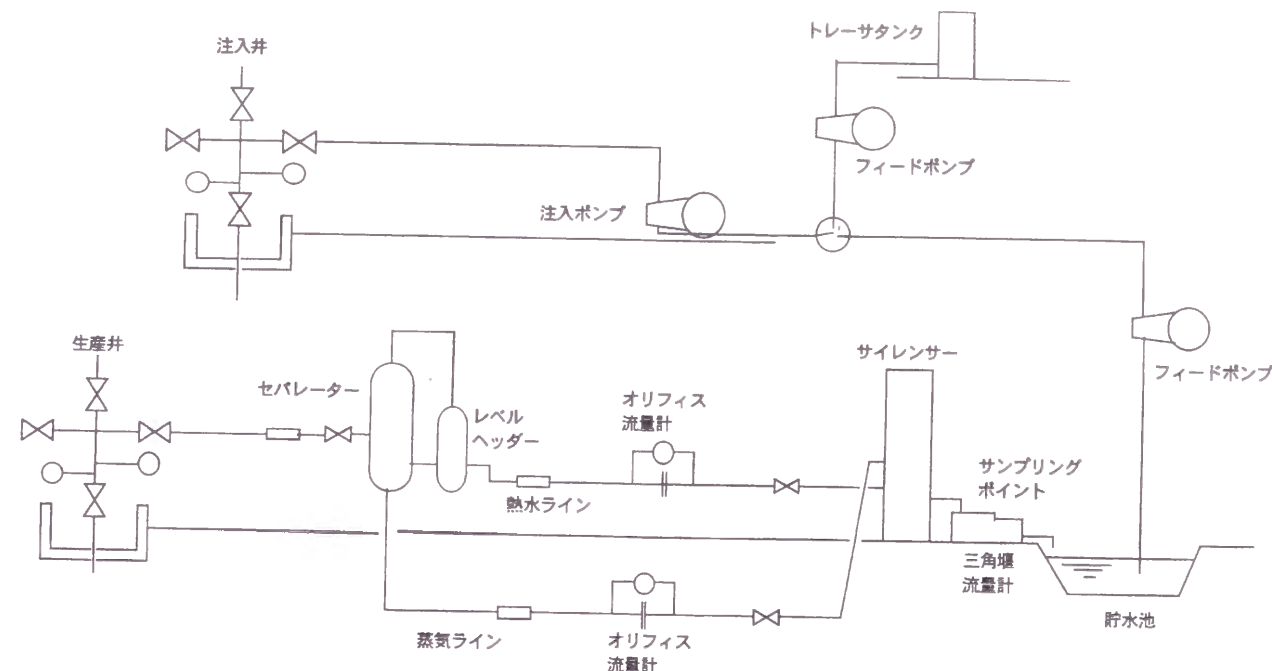 トレーサタンク
注入井
フィードポンプ
注入ポンプ
生産井
サイレンサー
フィードポンプ
セパレーター
オリフィス
流量計
レベル
ヘッダー
サンプリング
ポイント
熱水ライン
三角堰
流量計
貯水池
蒸気ライン
オリフィス
流量計